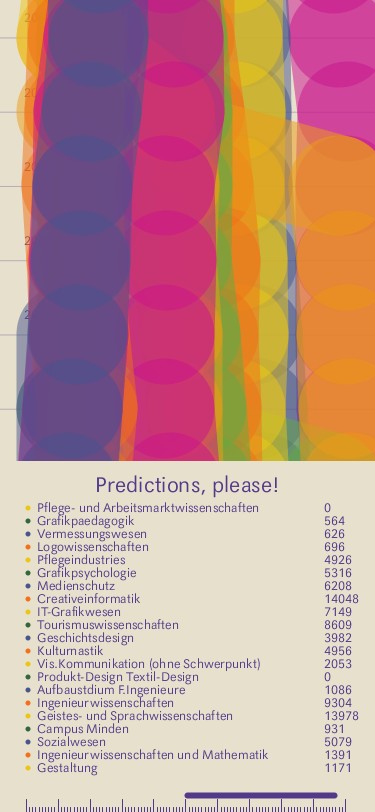 Predictions, please!
Pflege- und Arbeitsmarktwissenschaften 0
Grafikpaedagogik 564
Vermessungswesen 626
Logowissenschaften 696
Pflegeindustries 4926
Grafikpsychologie 5316
Medienschutz 6208
Creativeinformatik 14048
IT-Grafikwesen 7149
Tourismuswissenschaften 8609
Geschichtsdesign 3982
Kulturnastik 4956
Vis.Kommunikation (ohne Schwerpunkt) 2053
Produkt-Design Textil-Design 0
Aufbaustdium F.Ingenieure 1086
Ingenieurwissenschaften 9304
Geistes- und Sprachwissenschaften 13978
Campus Minden 931
Sozialwesen 5079
Ingenieurwissenschaften und Mathematik 1391
Gestaltung 1171